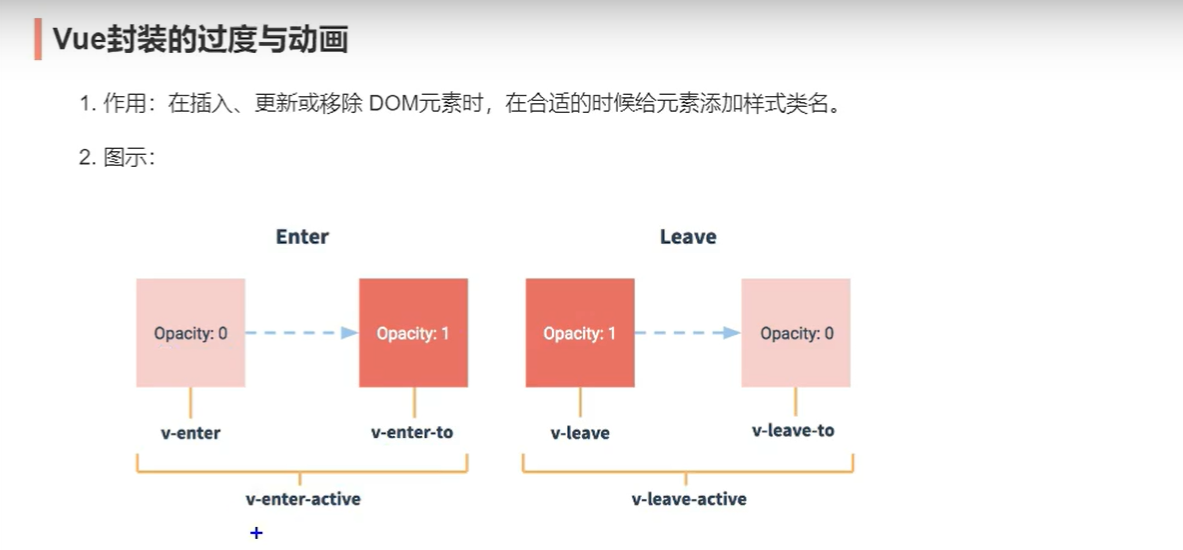 Vue封装的过度与动画
1. 作用：在插入、更新或移除 DOM元素时，在合适的时候给元素添加样式类名。
2. 图示：
Enter
Leave
Opacity: 0
Opacity: 1
Opacity: 1
Opacity: 0
v-enter
v-enter-to
v-leave
v-leave-to
v-enter-active
v-leave-active